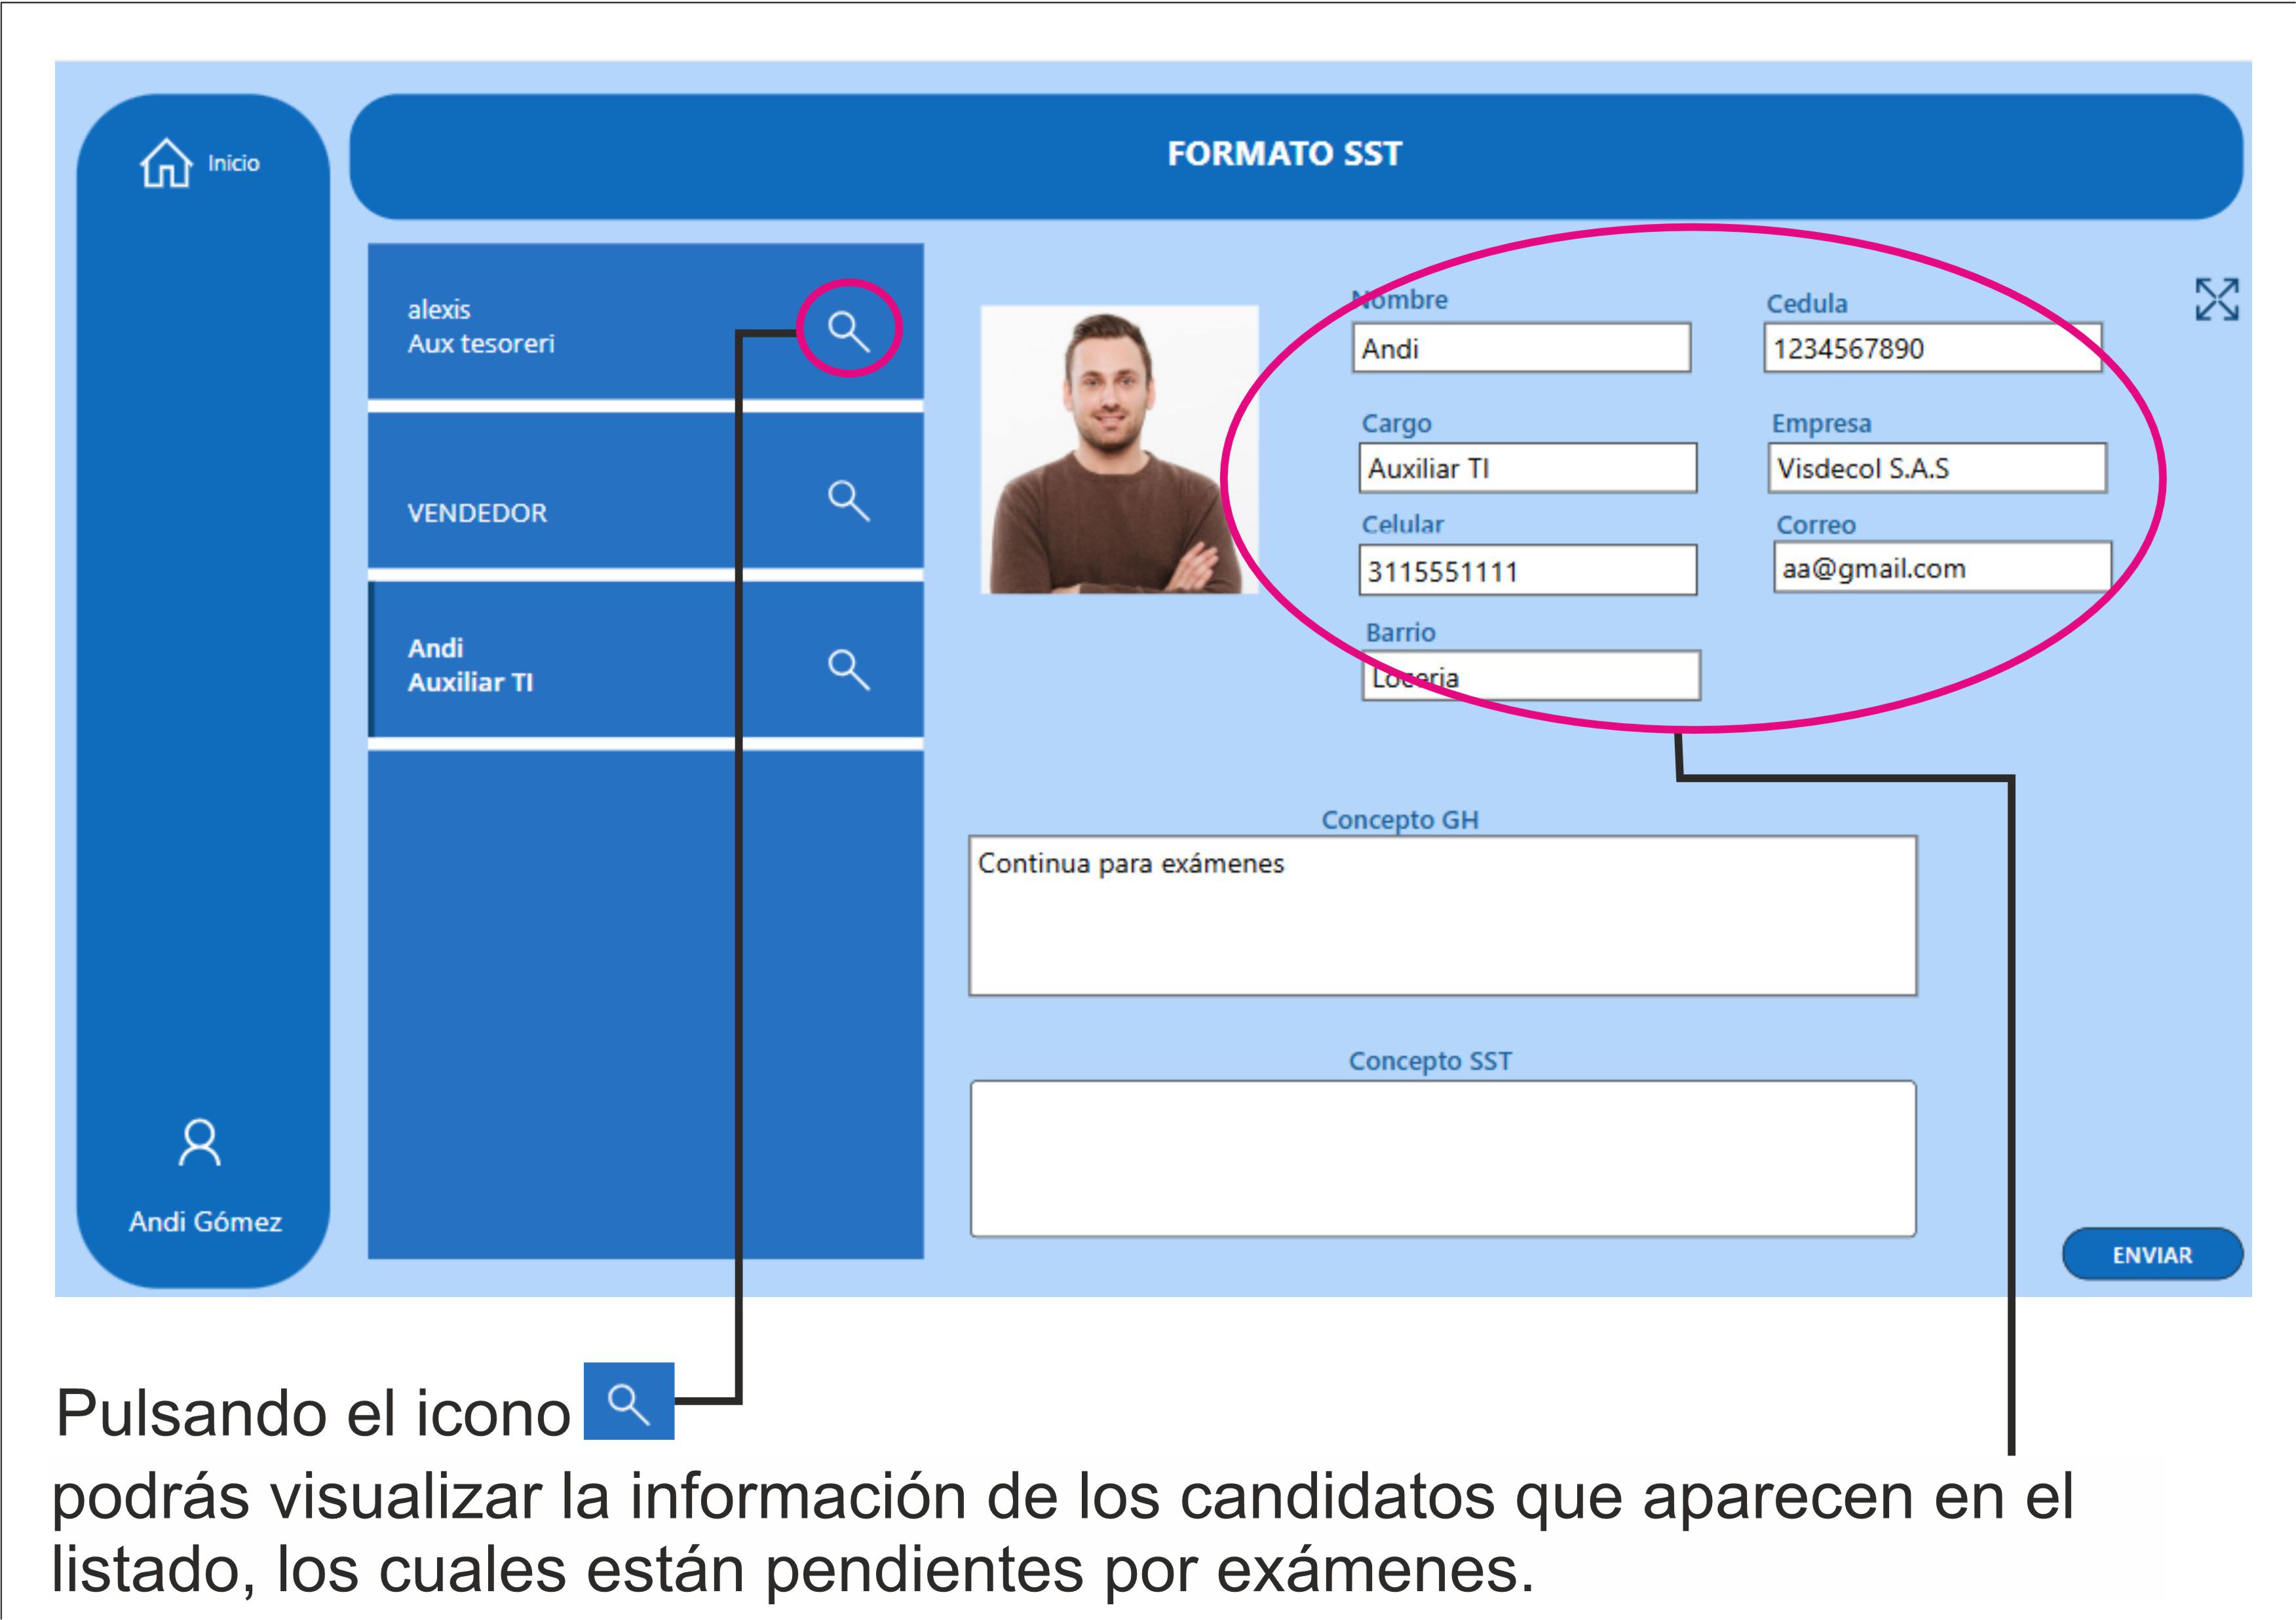 Inicio
FORMATO SST
alexis
Aux tesoreri
VENDEDOR
Andi
Auxiliar TI
Nombre
Andi
Cedula
1234567890
Cargo
Auxiliar TI
Empresa
Visdecol S.A.S
Celular
3115551111
Correo
aa@gmail.com
Barrio
Loceria
Concepto GH
Continua para exámenes
Concepto SST
Andi Gómez
ENVIAR
Pulsando el icono
podrás visualizar la información de los candidatos que aparecen en el
listado, los cuales están pendientes por exámenes.